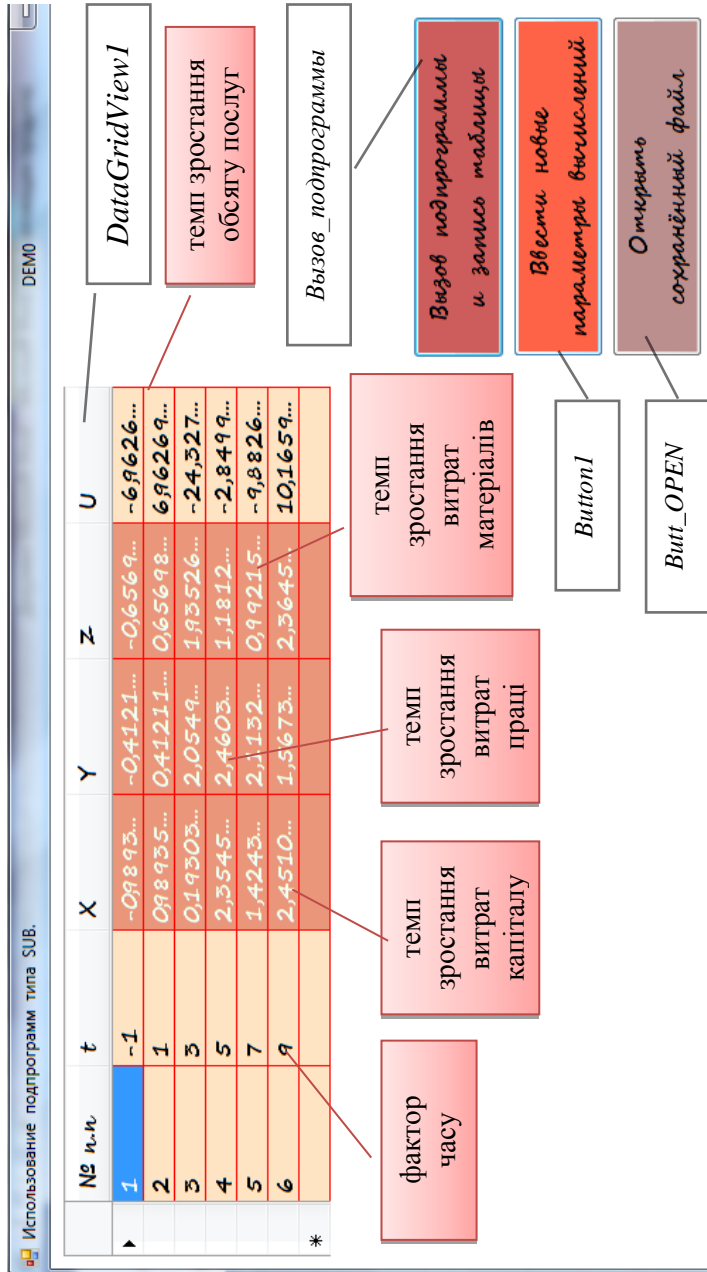 Использование подпрограмм типа SUB.
DEMO
№ п.п t X Y Z U
1 -1 -0,9893... -0,4121... -0,6569... -6,9626...
2 1 0,98935... 0,41211... 0,65698... 6,96269...
3 3 0,19303... 2,0549... 1,93526... -24,327...
4 5 2,3545... 2,4603... 1,1812... -2,8499...
5 7 1,4243... 2,1132... 0,99215... -9,8826...
6 9 2,4510... 1,5673... 2,3645... 10,1659...
*
DataGridView1
темп зростання
обсягу послуг
Вызов_подпрограммы
Вызов подпрограммы
и запись таблицы
Ввести новые
параметры вычислений
Открыть
сохранённый файл
фактор
часу
темп
зростання
витрат
капіталу
темп
зростання
витрат
праці
темп
зростання
витрат
матеріалів
Button1
Butt_OPEN